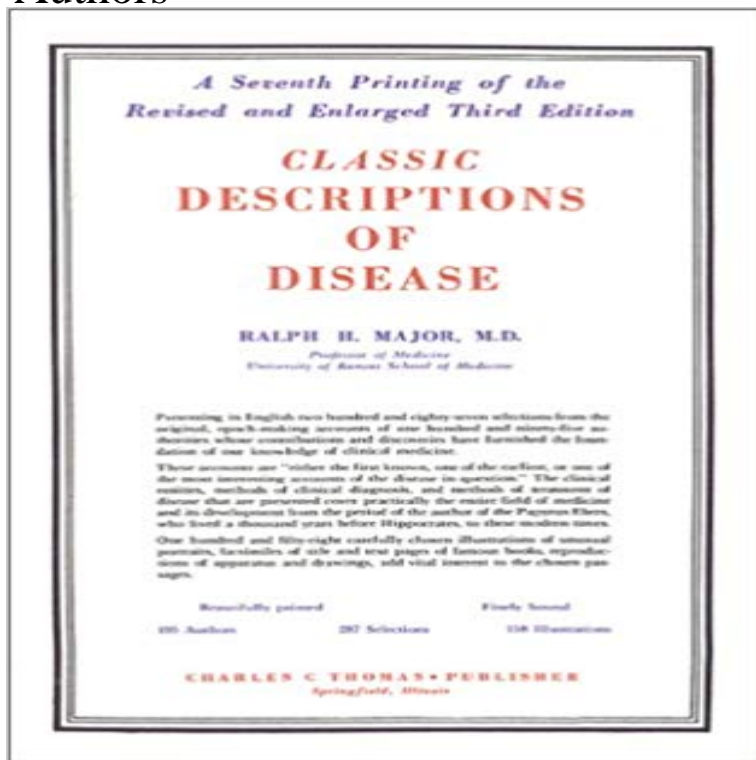 Authors
A Seventh Printing of the
Revised and Enlarged Third Edition
CLASSIC
DESCRIPTIONS
OF
DISEASE
RALPH H. MAJOR, M.D.
Professor of Medicine
University of Kansas School of Medicine
Presenting in English two hundred and eighty-seven selections from the
original, epoch-making accounts of one hundred and ninety-five au-
thorities whose contributions and discoveries have furnished the foun-
dation of our knowledge of clinical medicine.
These accounts are "either the first known, one of the earliest, or one of
the most interesting accounts of the disease in question." The clinical
entities, methods of clinical diagnosis, and methods of treatment of
disease that are presented cover practically the entire field of medicine
and its development from the period of the author of the Papyrus Ebers,
who lived a thousand years before Hippocrates, to these modern times.
One hundred and fifty-eight carefully chosen illustrations of unusual
portraits, facsimiles of title and text pages of famous books, reproduc-
tions of apparatus and drawings, add vital interest to the chosen pas-
sages.
Beautifully printed Finely bound
195 Authors 287 Selections 158 Illustrations
CHARLES C THOMAS • PUBLISHER
Springfield, Illinois